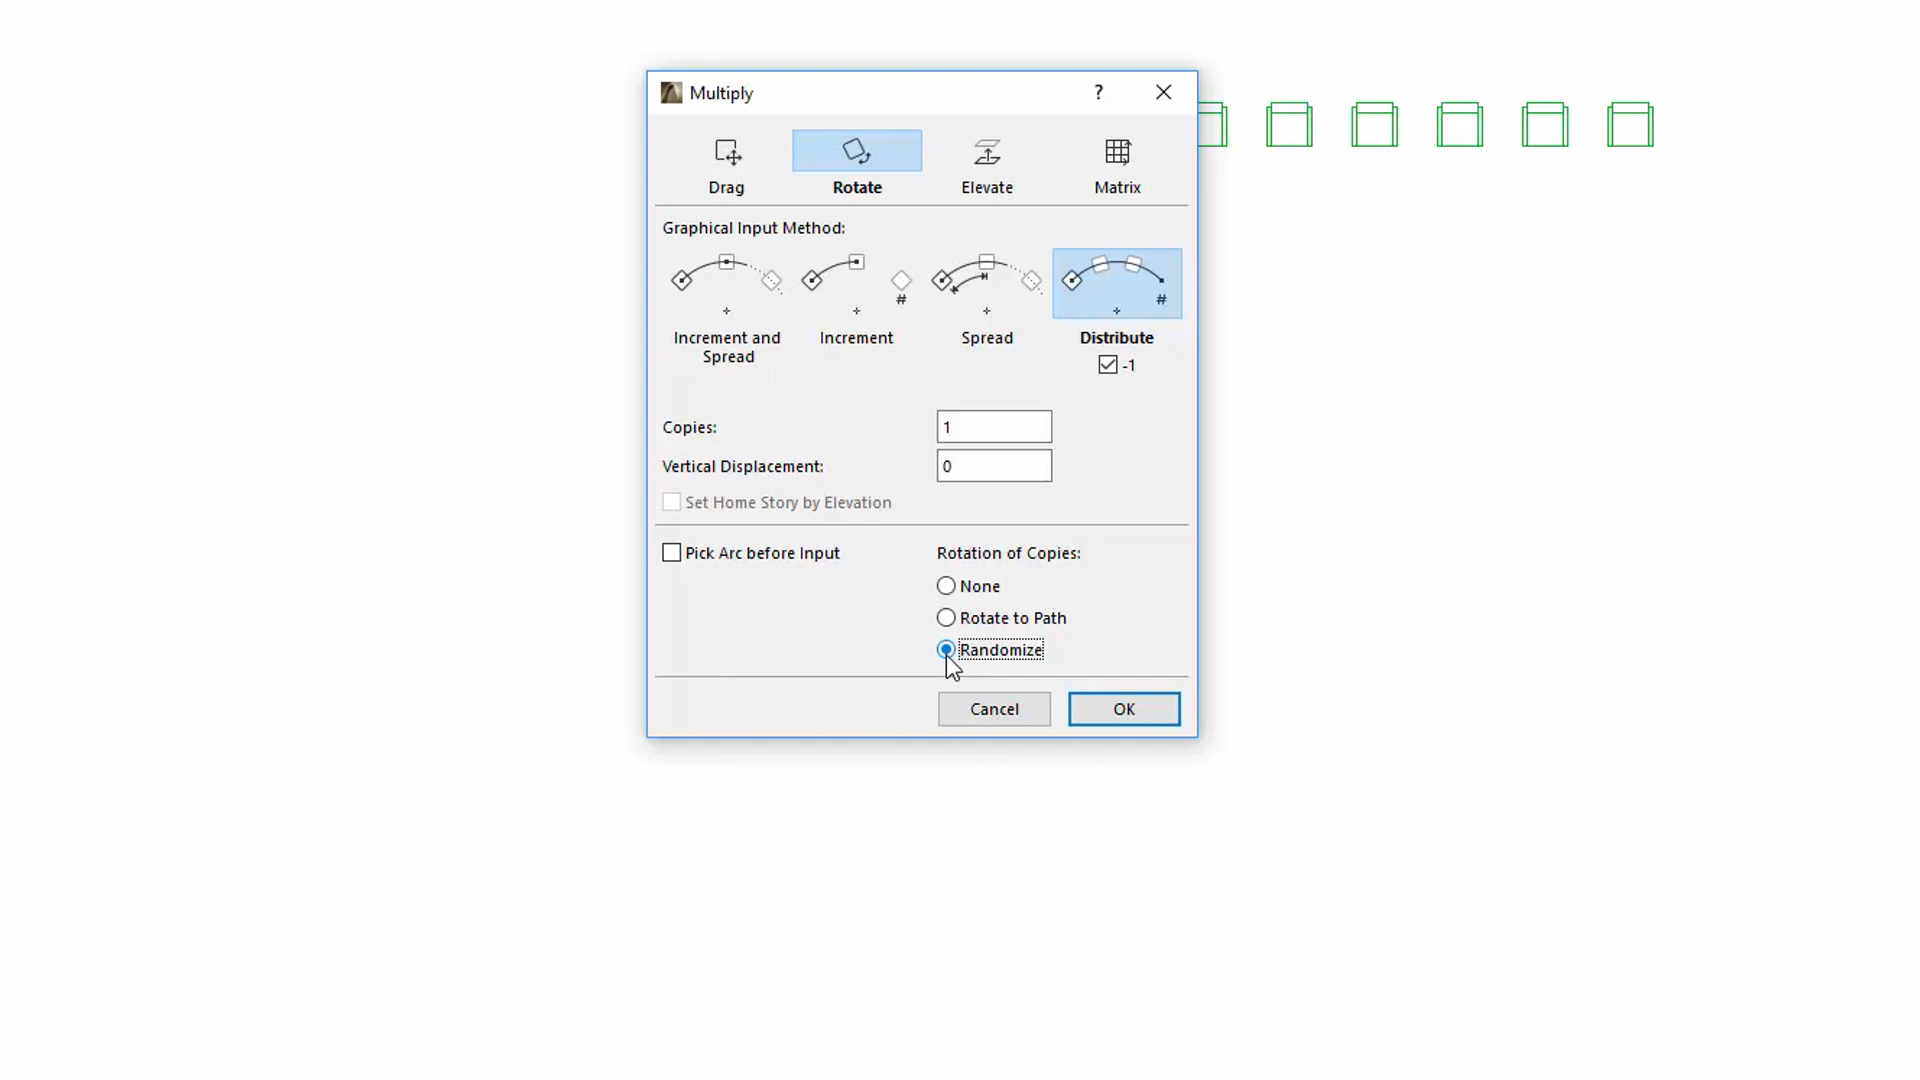 Multiply
?
Drag
Rotate
Elevate
Matrix
Graphical Input Method:
#
#
Increment and
Spread
Increment
Spread
Distribute
-1
Copies:
1
Vertical Displacement:
0
Set Home Story by Elevation
Pick Arc before Input
Rotation of Copies:
None
Rotate to Path
Randomize
Cancel
OK